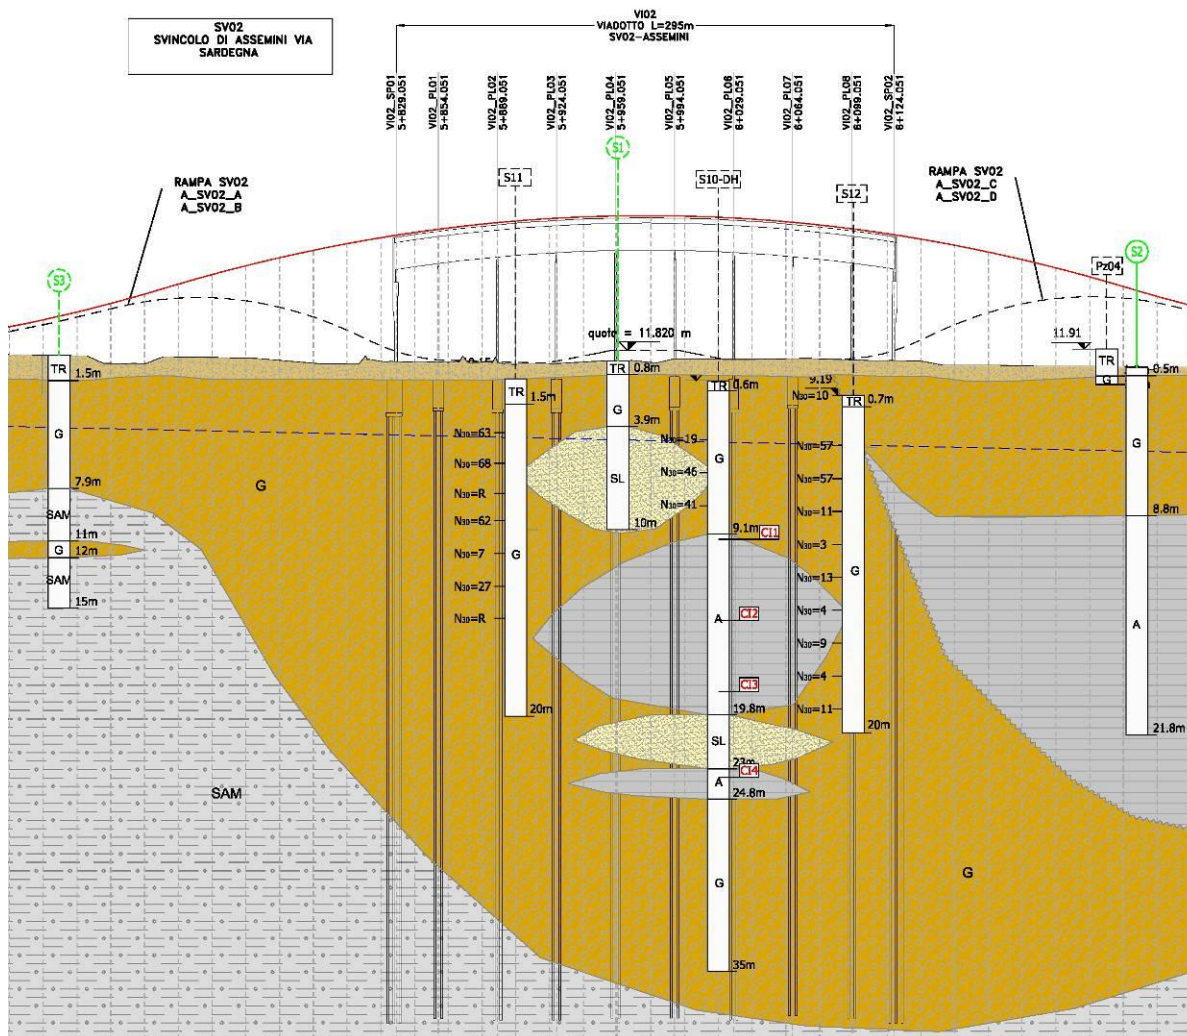 SV02
SVINCOLO DI ASSEMINI VIA
SARDEGNA
VI02
VIADOTTO L=295m
SV02-ASSEMINI
VI02_SP01
5+829.051
VI02_PL01
5+854.051
VI02_PL02
5+889.051
VI02_PL03
5+924.051
VI02_PL04
5+959.051
VI02_PL05
5+994.051
VI02_PL06
6+029.051
VI02_PL07
6+064.051
VI02_PL08
6+099.051
VI02_SP02
6+124.051
RAMPA SV02
A_SV02_A
A_SV02_B
RAMPA SV02
A_SV02_C
A_SV02_D
S3
S11
S1
S10-DH
S12
Pz04
S2
quota = 11.820 m
11.91
9.19
TR
1.5m
G
7.9m
SAM
11m
G
12m
SAM
15m
TR
1.5m
N30=63
N30=68
N30=R
N30=62
N30=7
N30=27
N30=R
G
20m
TR
0.8m
G
3.9m
SL
10m
TR
0.6m
N30=19
N30=46
N30=41
G
9.1m
CI1
A
CI2
CI3
19.8m
SL
23m
CI4
A
24.8m
G
35m
N30=10
TR
0.7m
N30=57
N30=57
N30=11
N30=3
N30=13
N30=4
N30=9
N30=4
N30=11
G
20m
TR
G
0.5m
G
8.8m
A
21.8m
G
SAM
G